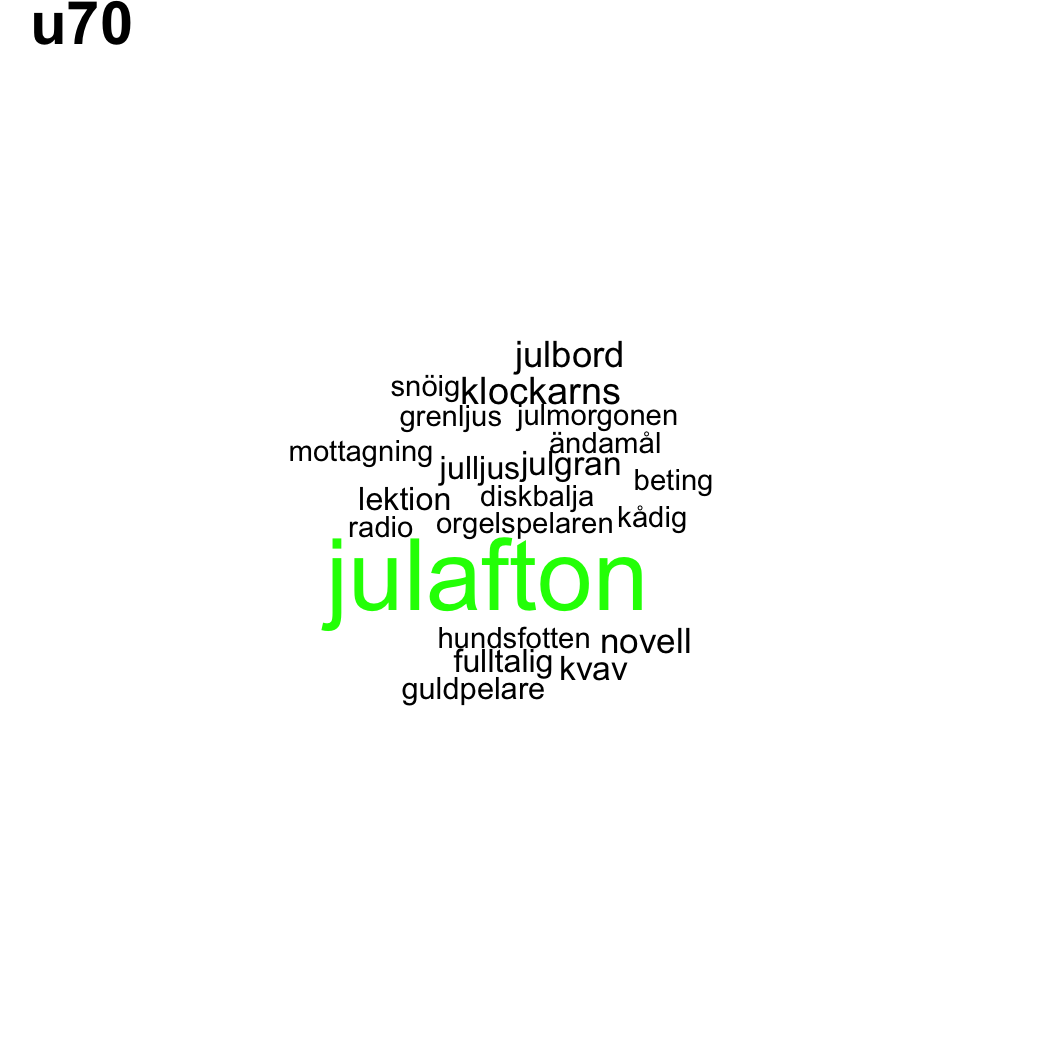 u70
julbord
snöig klockarns
grenljus julmorgonen
ändamål
mottagning
julljus julgran
beting
lektion diskbalja
radio orgelspelaren kådig
julafton
hundsfotten novell
fulltalig kvav
guldpelare